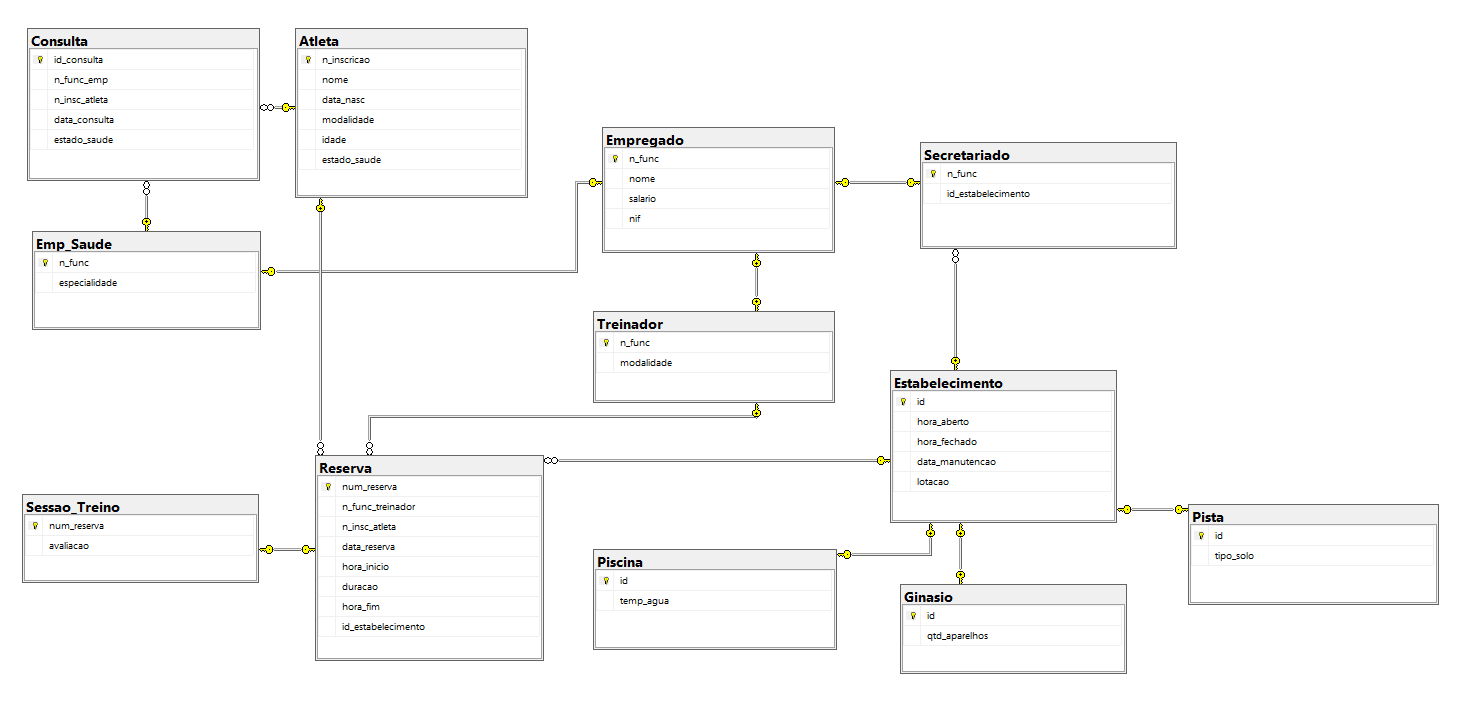 Consulta
id_consulta
n_func_emp
n_insc_atleta
data_consulta
estado_saude
Atleta
n_inscricao
nome
data_nasc
modalidade
idade
estado_saude
Empregado
n_func
nome
salario
nif
Secretariado
n_func
id_estabelecimento
Emp_Saude
n_func
especialidade
Treinador
n_func
modalidade
Estabelecimento
id
hora_aberto
hora_fechado
data_manutencao
lotacao
Reserva
num_reserva
n_func_treinador
n_insc_atleta
data_reserva
hora_inicio
duracao
hora_fim
id_estabelecimento
Sessao_Treino
num_reserva
avaliacao
Piscina
id
temp_agua
Ginasio
id
qtd_aparelhos
Pista
id
tipo_solo